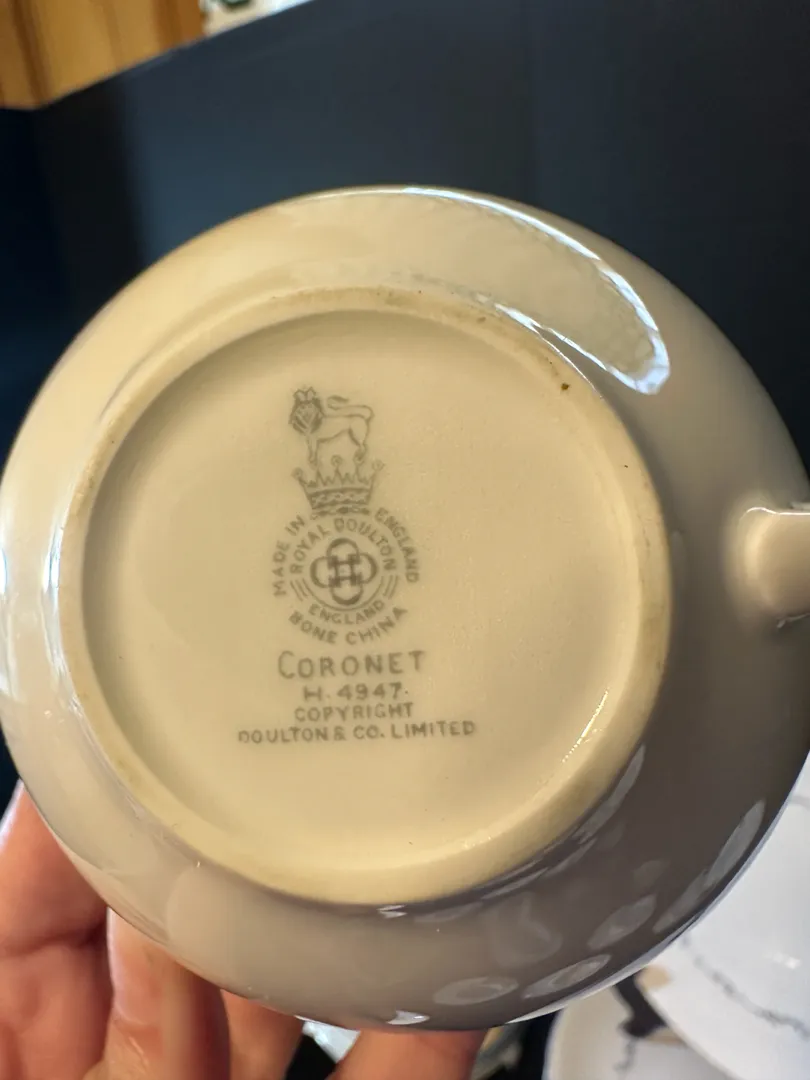 MADE IN ENGLAND
ROYAL DOULTON
ENGLAND
BONE CHINA
CORONET
H. 4947.
COPYRIGHT
DOULTON & CO. LIMITED